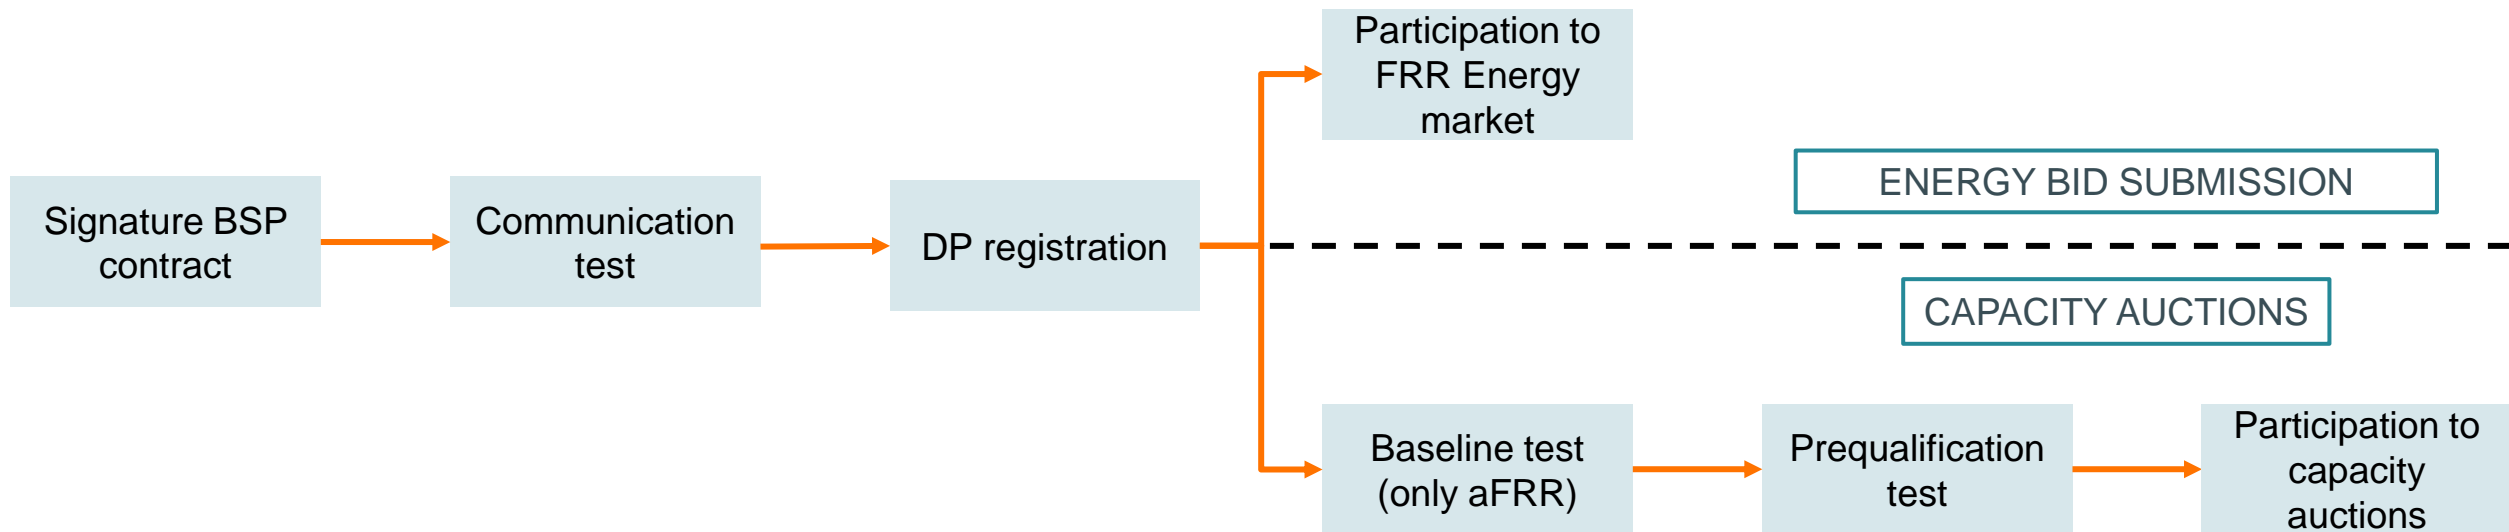 Participation to
FRR Energy
market
ENERGY BID SUBMISSION
Signature BSP
contract
Communication
test
DP registration
CAPACITY AUCTIONS
Baseline test
(only aFRR)
Prequalification
test
Participation to
capacity
auctions